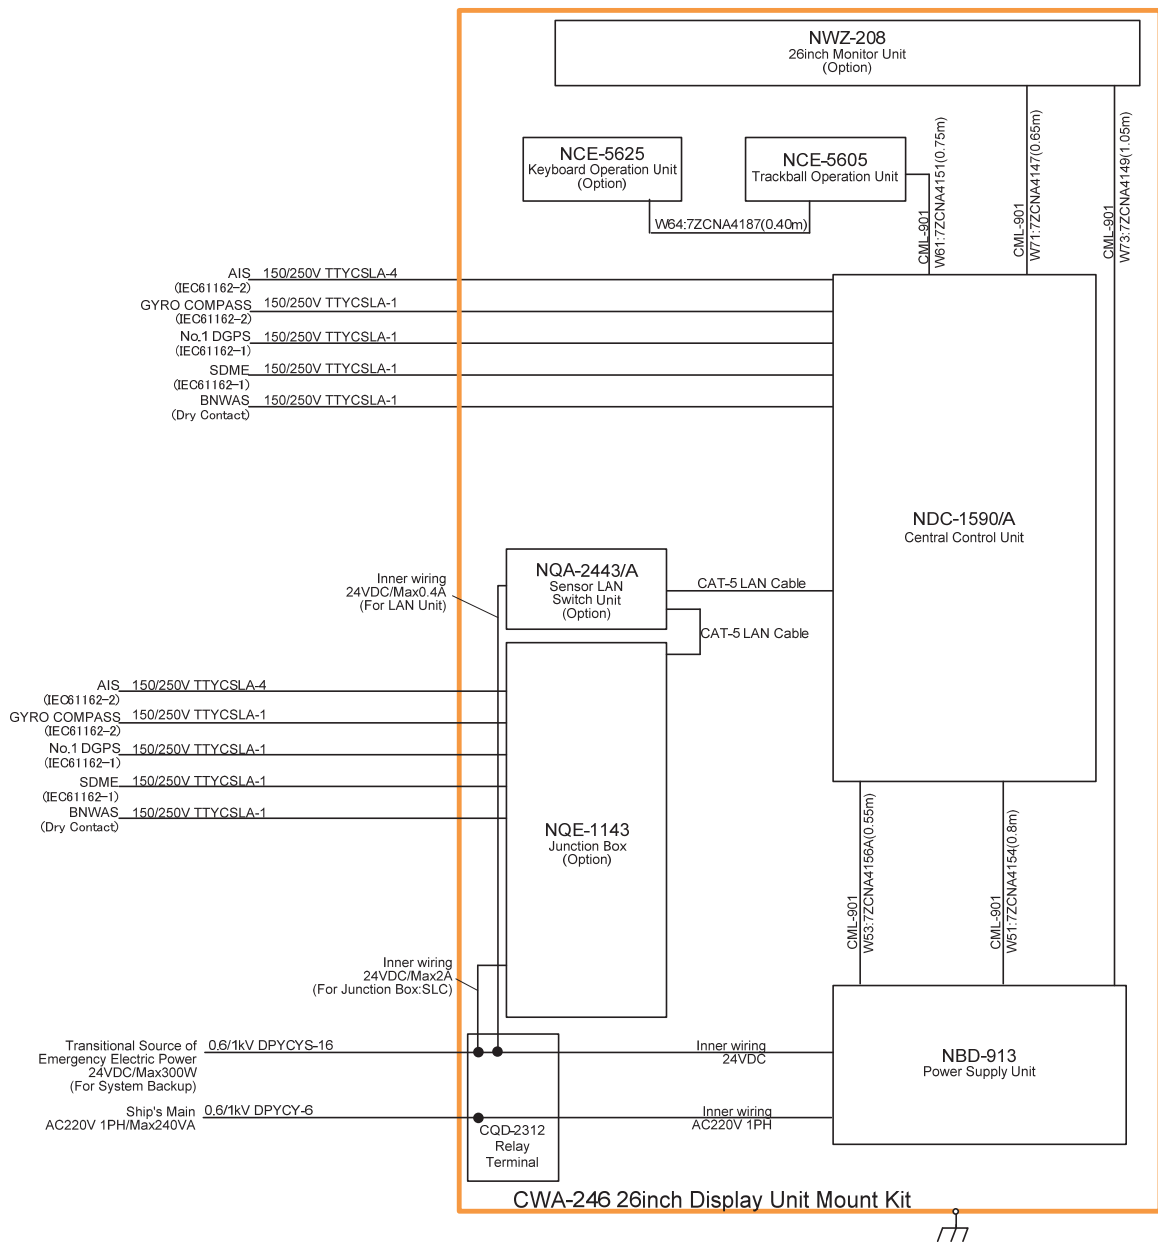 NWZ-208
26inch Monitor Unit
(Option)
NCE-5625
Keyboard Operation Unit
(Option)
NCE-5605
Trackball Operation Unit
W64:7ZCNA4187(0.40m)
CML-901
W61:7ZCNA4151(0.75m)
CML-901
W71:7ZCNA4147(0.65m)
CML-901
W73:7ZCNA4149(1.05m)
AIS 150/250V TTYCSLA-4
(IEC61162-2)
GYRO COMPASS 150/250V TTYCSLA-1
(IEC61162-2)
No.1 DGPS 150/250V TTYCSLA-1
(IEC61162-1)
SDME 150/250V TTYCSLA-1
(IEC61162-1)
BNWAS 150/250V TTYCSLA-1
(Dry Contact)
NDC-1590/A
Central Control Unit
Inner wiring
24VDC/Max0.4A
(For LAN Unit)
NQA-2443/A
Sensor LAN
Switch Unit
(Option)
CAT-5 LAN Cable
CAT-5 LAN Cable
AIS 150/250V TTYCSLA-4
(IEC61162-2)
GYRO COMPASS 150/250V TTYCSLA-1
(IEC61162-2)
No.1 DGPS 150/250V TTYCSLA-1
(IEC61162-1)
SDME 150/250V TTYCSLA-1
(IEC61162-1)
BNWAS 150/250V TTYCSLA-1
(Dry Contact)
NQE-1143
Junction Box
(Option)
CML-901
W53:7ZCNA4156A(0.55m)
CML-901
W51:7ZCNA4154(0.8m)
Inner wiring
24VDC/Max2A
(For Junction Box:SLC)
Transitional Source of
Emergency Electric Power
24VDC/Max300W
(For System Backup)
0.6/1kV DPYCYS-16
Inner wiring
24VDC
NBD-913
Power Supply Unit
Ship's Main
AC220V 1PH/Max240VA
0.6/1kV DPYCY-6
Inner wiring
AC220V 1PH
CQD-2312
Relay
Terminal
CWA-246 26inch Display Unit Mount Kit